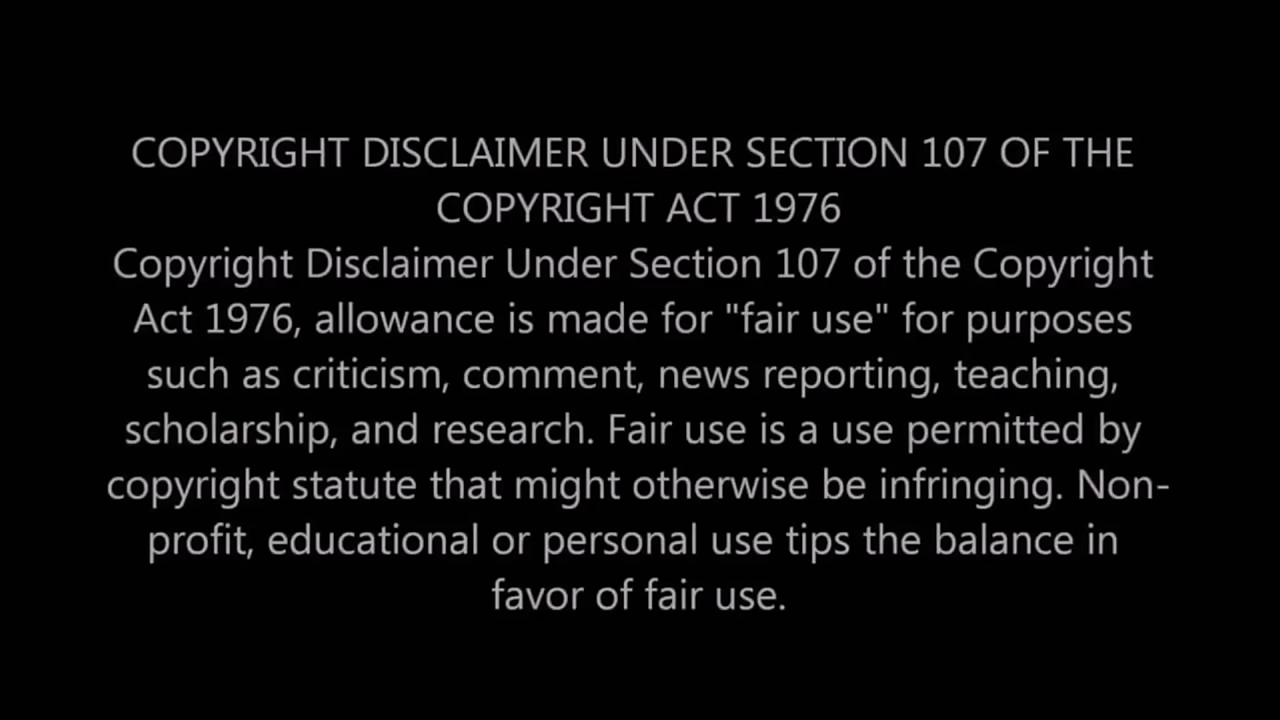 COPYRIGHT DISCLAIMER UNDER SECTION 107 OF THE
COPYRIGHT ACT 1976
Copyright Disclaimer Under Section 107 of the Copyright
Act 1976, allowance is made for "fair use" for purposes
such as criticism, comment, news reporting, teaching,
scholarship, and research. Fair use is a use permitted by
copyright statute that might otherwise be infringing. Non-
profit, educational or personal use tips the balance in
favor of fair use.